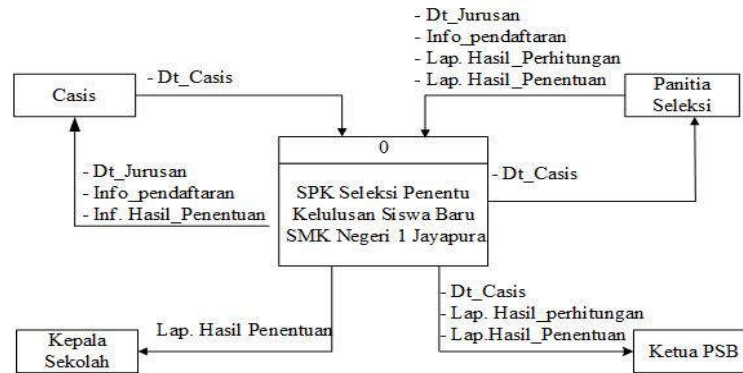 - Dt_Jurusan
- Info_pendaftaran
- Lap. Hasil_Perhitungan
- Lap. Hasil_Penentuan
Casis
- Dt_Casis
Panitia
Seleksi
0
SPK Seleksi Penentu
Kelulusan Siswa Baru
SMK Negeri 1 Jayapura
- Dt_Jurusan
- Info_pendaftaran
- Inf. Hasil_Penentuan
- Dt_Casis
Lap. Hasil Penentuan
- Dt_Casis
- Lap. Hasil_perhitungan
- Lap.Hasil_Penentuan
Kepala
Sekolah
Ketua PSB